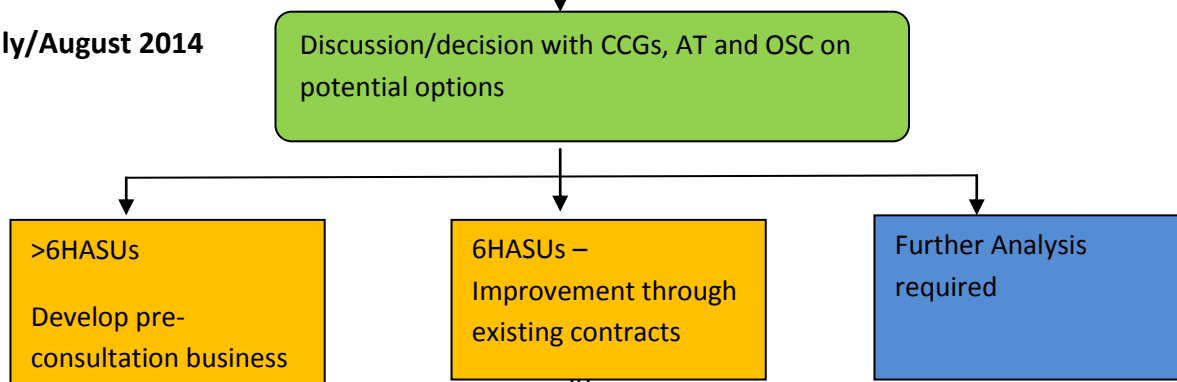 ly/August 2014
Discussion/decision with CCGs, AT and OSC on
potential options
>6HASUs
Develop pre-
consultation business
6HASUs –
Improvement through
existing contracts
Further Analysis
required